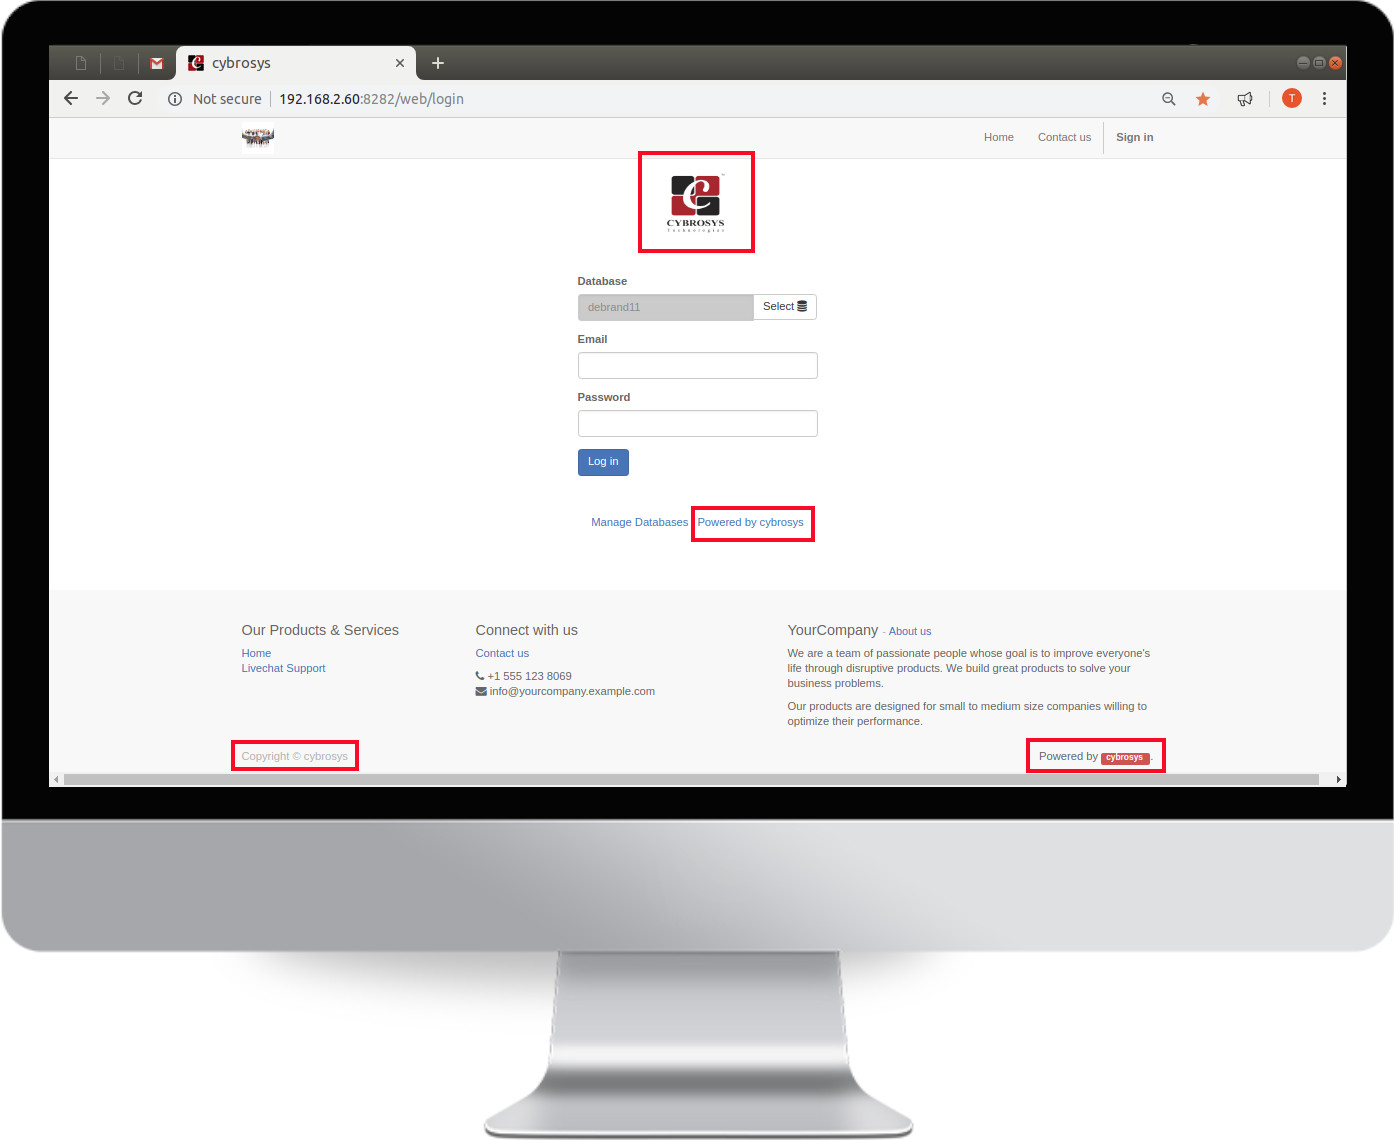 cybrosys
Not secure 192.168.2.60:8282/web/login
T
Home Contact us Sign in
C
CYBROSYS
Technologies
Database
debrand11 Select
Email
Password
Log in
Manage Databases Powered by cybrosys
Our Products & Services
Home
Livechat Support
Connect with us
Contact us
+1 555 123 8069
info@yourcompany.example.com
YourCompany - About us
We are a team of passionate people whose goal is to improve everyone's
life through disruptive products. We build great products to solve your
business problems.
Our products are designed for small to medium size companies willing to
optimize their performance.
Copyright © cybrosys
Powered by cybrosys.